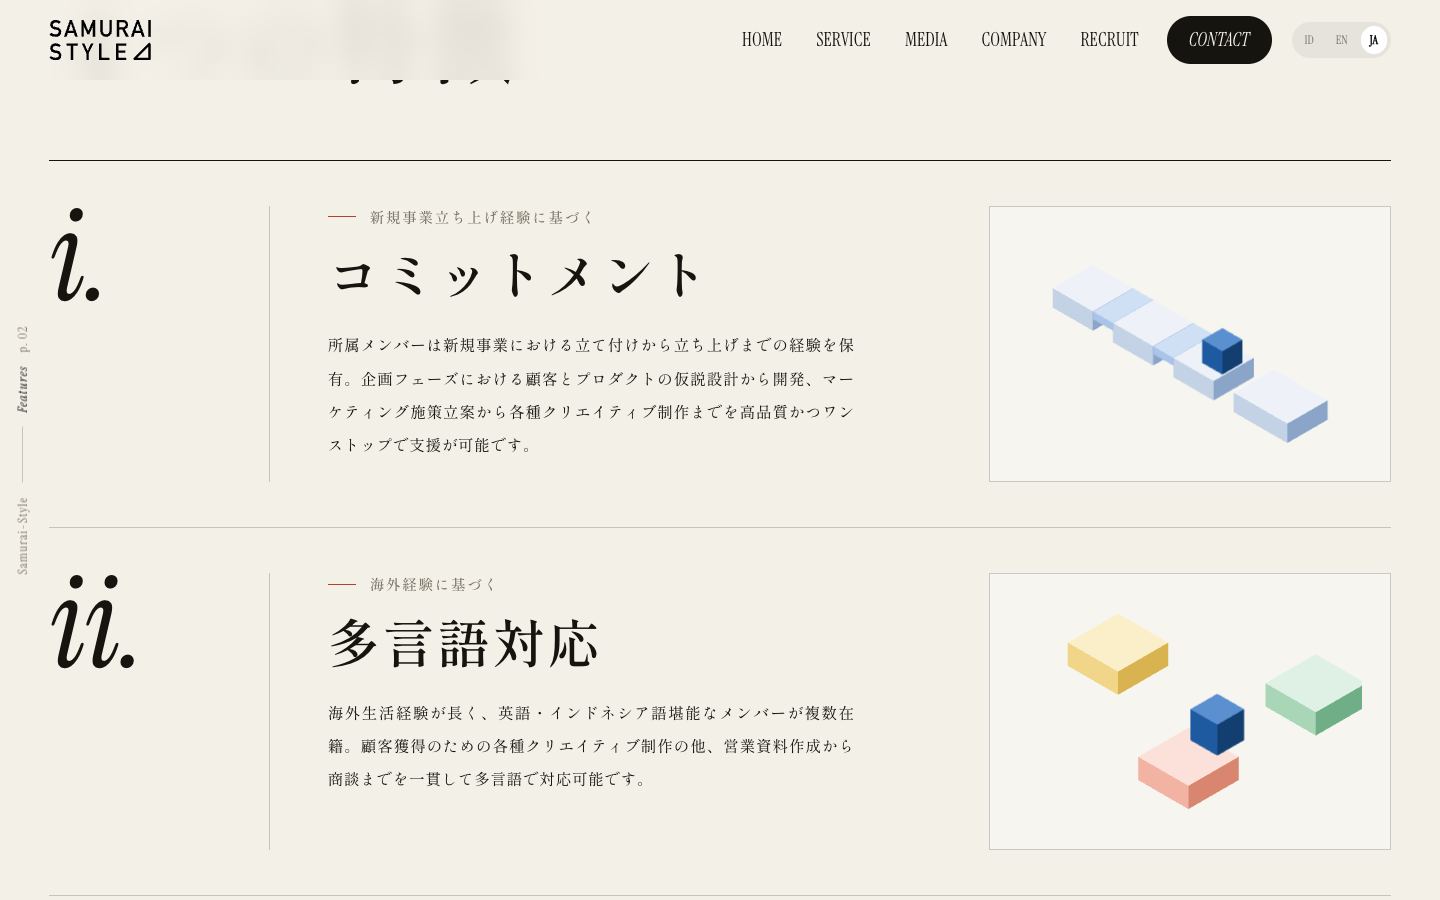 SAMURAI
STYLE
HOME SERVICE MEDIA COMPANY RECRUIT CONTACT ID EN JA
i.
新規事業立ち上げ経験に基づく
コミットメント
所属メンバーは新規事業における立て付けから立ち上げまでの経験を保
有。企画フェーズにおける顧客とプロダクトの仮説設計から開発、マー
ケティング施策立案から各種クリエイティブ制作までを高品質かつワン
ストップで支援が可能です。
Samurai-Style Features p. 02
ii.
海外経験に基づく
多言語対応
海外生活経験が長く、英語・インドネシア語堪能なメンバーが複数在
籍。顧客獲得のための各種クリエイティブ制作の他、営業資料作成から
商談までを一貫して多言語で対応可能です。